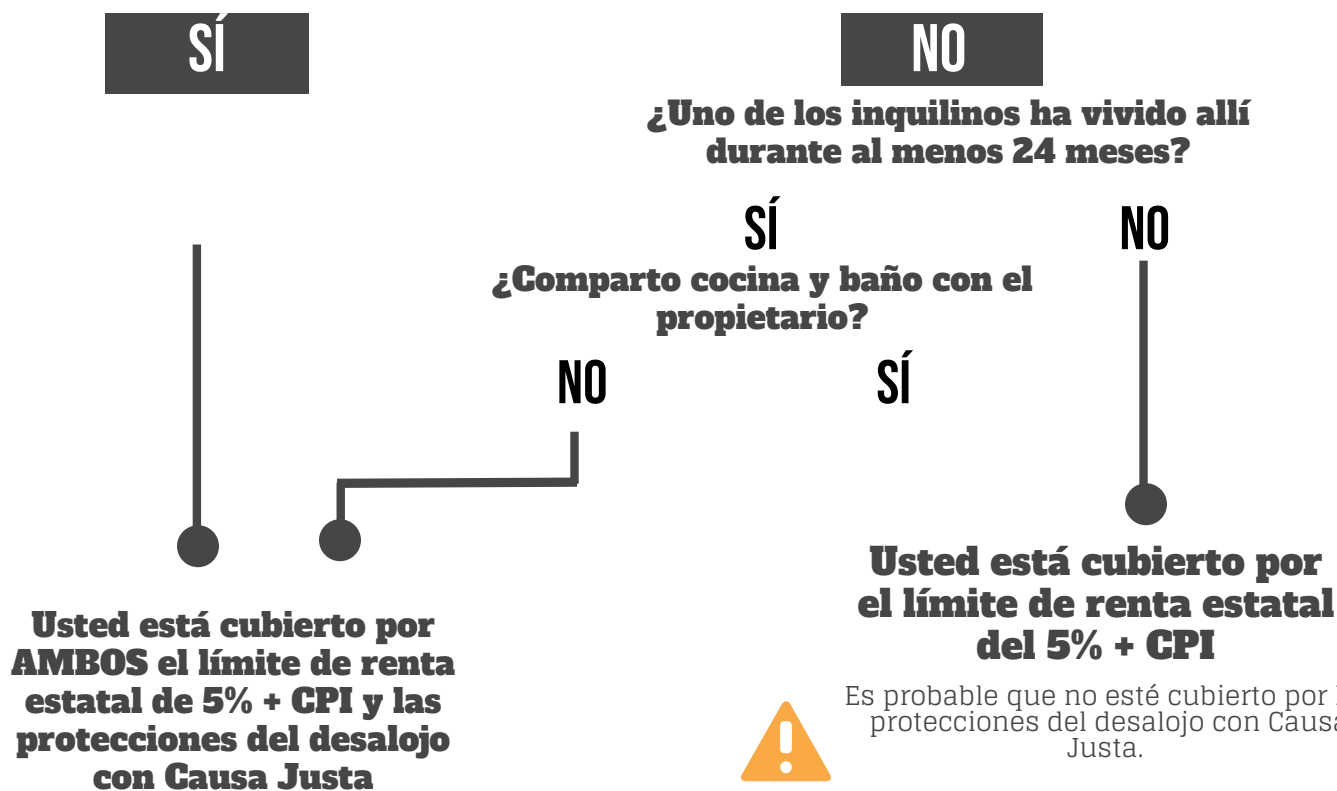 SÍ
NO
¿Uno de los inquilinos ha vivido allí
durante al menos 24 meses?
SÍ
NO
¿Comparto cocina y baño con el
propietario?
NO
SÍ
Usted está cubierto por
AMBOS el límite de renta
estatal de 5% + CPI y las
protecciones del desalojo
con Causa Justa
Usted está cubierto por
el límite de renta estatal
del 5% + CPI
Es probable que no esté cubierto por
protecciones del desalojo con Causa
Justa.